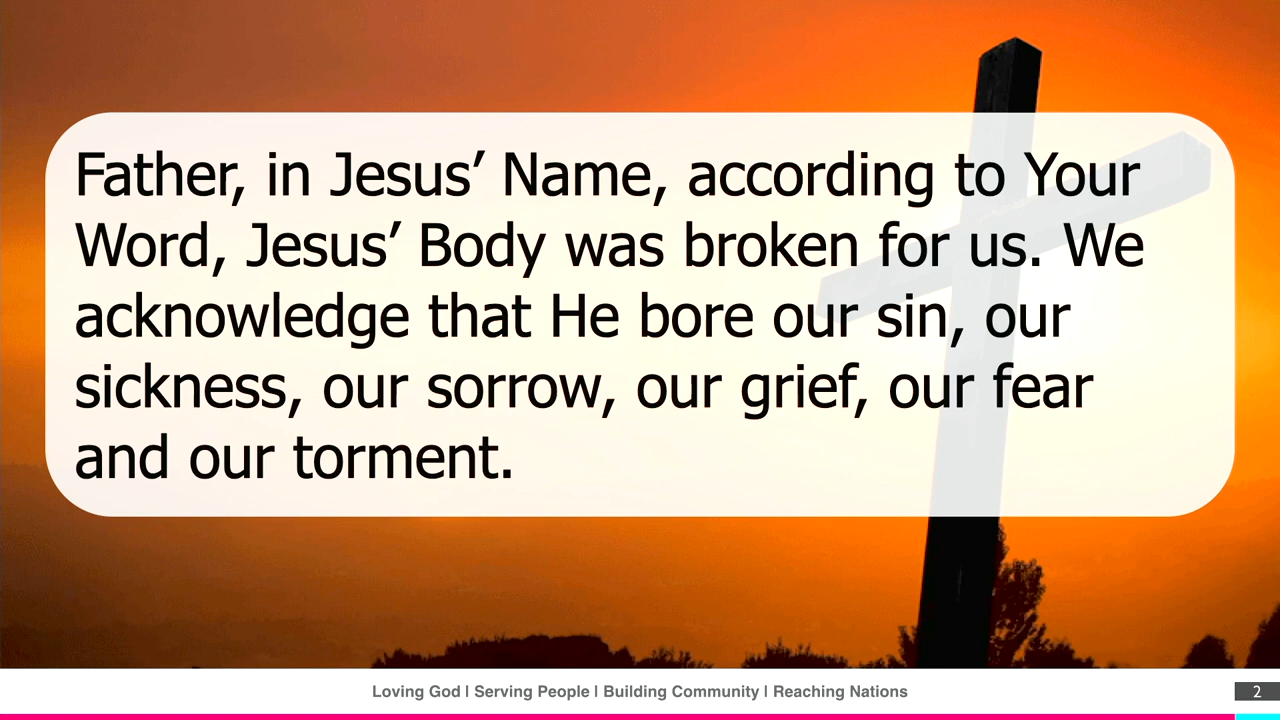 Father, in Jesus’ Name, according to Your
Word, Jesus’ Body was broken for us. We
acknowledge that He bore our sin, our
sickness, our sorrow, our grief, our fear
and our torment.
Loving God | Serving People | Building Community | Reaching Nations
2